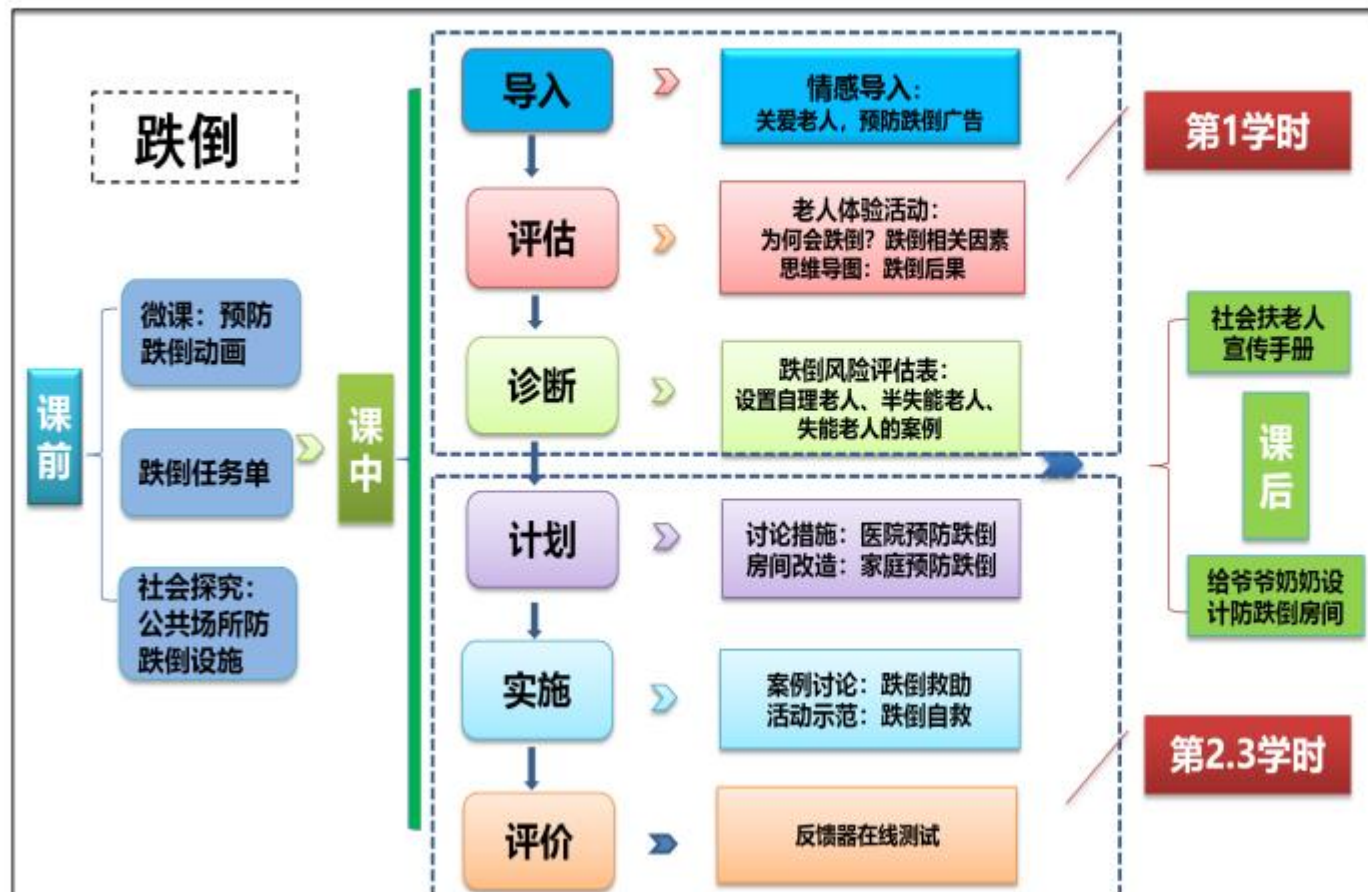 跌倒
课前
微课：预防
跌倒动画
跌倒任务单
社会探究：
公共场所防
跌倒设施
课中
导入
情感导入：
关爱老人，预防跌倒广告
评估
老人体验活动：
为何会跌倒？跌倒相关因素
思维导图：跌倒后果
诊断
跌倒风险评估表：
设置自理老人、半失能老人、
失能老人的案例
第1学时
计划
讨论措施：医院预防跌倒
房间改造：家庭预防跌倒
实施
案例讨论：跌倒救助
活动示范：跌倒自救
评价
反馈器在线测试
第2.3学时
社会扶老人
宣传手册
课后
给爷爷奶奶设
计防跌倒房间